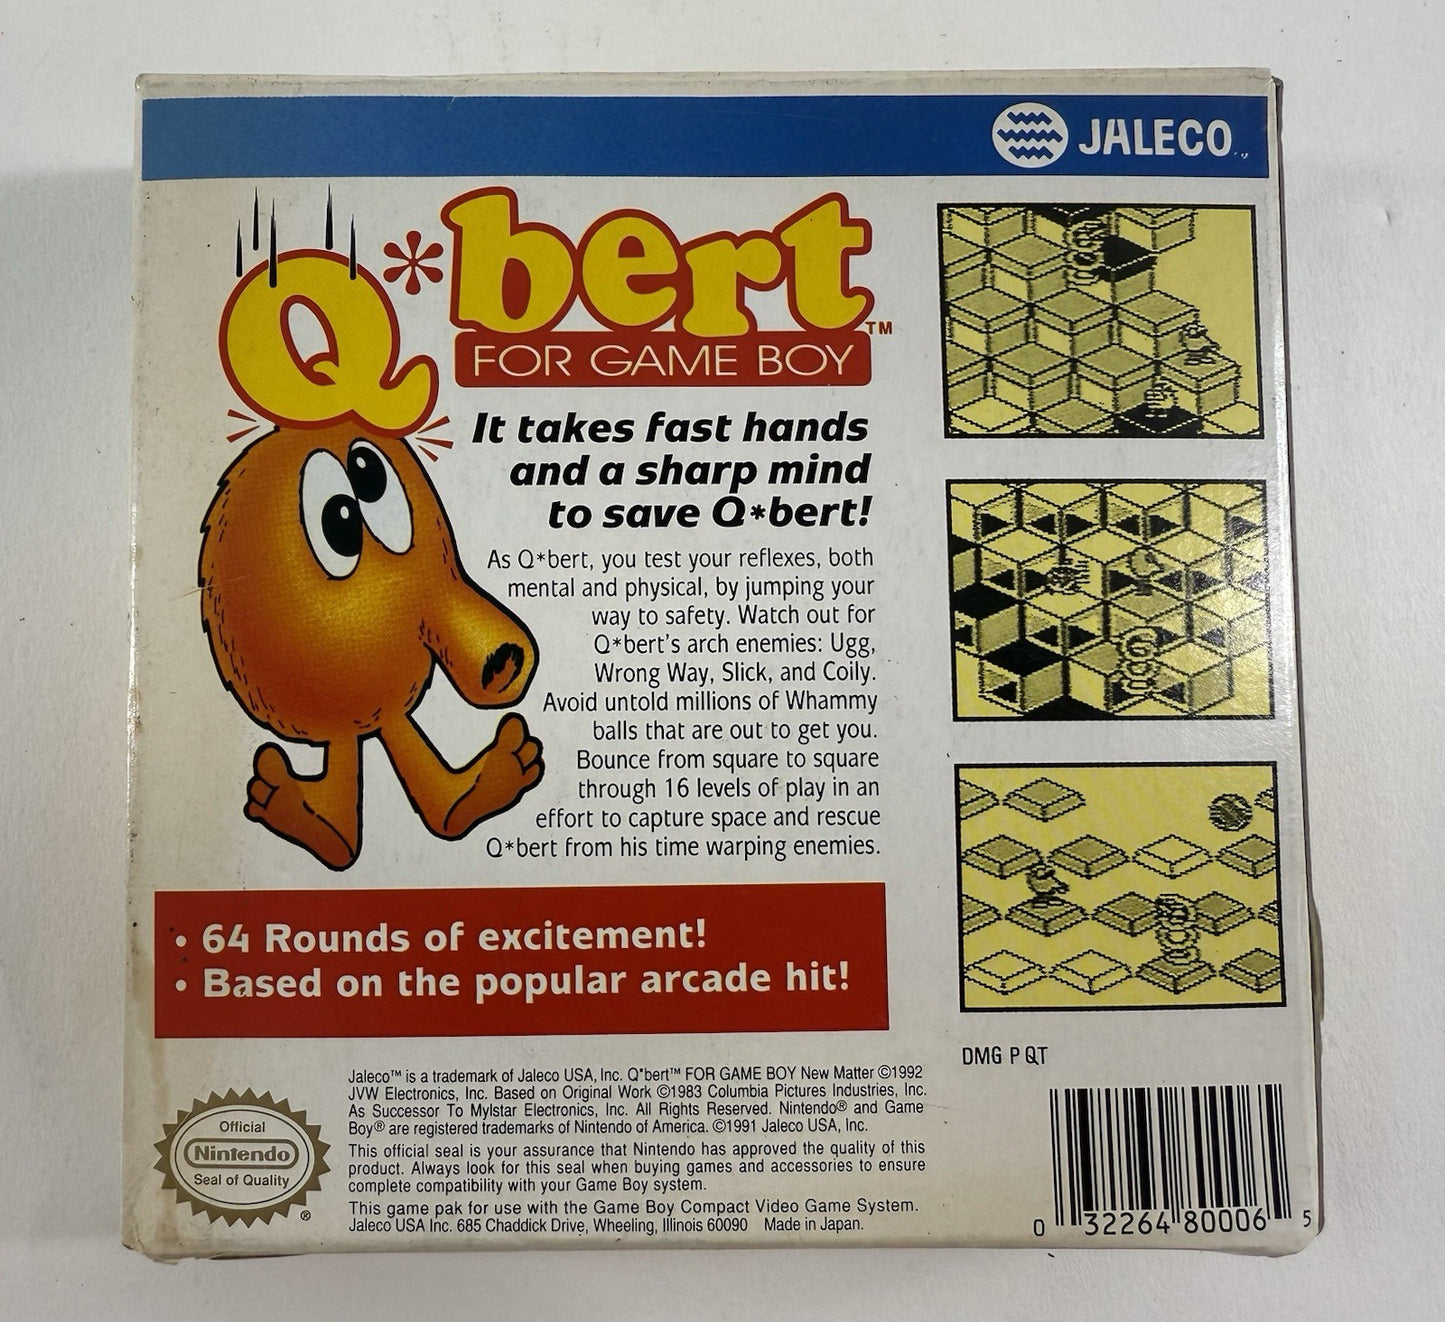 JALECO
Q*bert™
FOR GAME BOY
It takes fast hands
and a sharp mind
to save Q*bert!
As Q*bert, you test your reflexes, both
mental and physical, by jumping your
way to safety. Watch out for
Q*bert's arch enemies: Ugg,
Wrong Way, Slick, and Coily.
Avoid untold millions of Whammy
balls that are out to get you.
Bounce from square to square
through 16 levels of play in an
effort to capture space and rescue
Q*bert from his time warping enemies.
• 64 Rounds of excitement!
• Based on the popular arcade hit!
DMG P QT
Jaleco™ is a trademark of Jaleco USA, Inc. Q*bert™ FOR GAME BOY New Matter ©1992
JVW Electronics, Inc. Based on Original Work ©1983 Columbia Pictures Industries, Inc.
As Successor To Mylstar Electronics, Inc. All Rights Reserved. Nintendo® and Game
Boy® are registered trademarks of Nintendo of America. ©1991 Jaleco USA, Inc.
This official seal is your assurance that Nintendo has approved the quality of this
product. Always look for this seal when buying games and accessories to ensure
complete compatibility with your Game Boy system.
This game pak for use with the Game Boy Compact Video Game System.
Jaleco USA Inc. 685 Chaddick Drive, Wheeling, Illinois 60090 Made in Japan.
Official
Nintendo
Seal of Quality
®
0 32264 80006 5